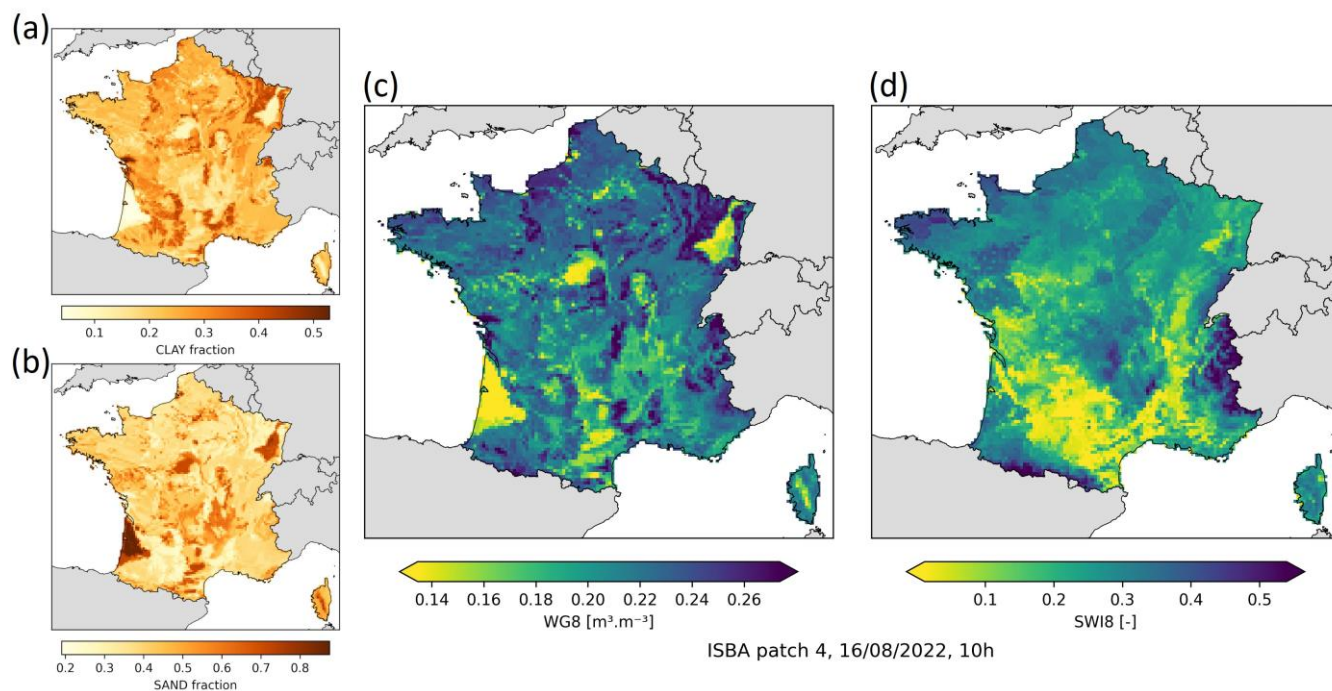 (a)
0.1 0.2 0.3 0.4 0.5
CLAY fraction
(b)
0.2 0.3 0.4 0.5 0.6 0.7 0.8
SAND fraction
(c)
0.14 0.16 0.18 0.20 0.22 0.24 0.26
WG8 [m³.m⁻³]
(d)
0.1 0.2 0.3 0.4 0.5
SWI8 [-]
ISBA patch 4, 16/08/2022, 10h